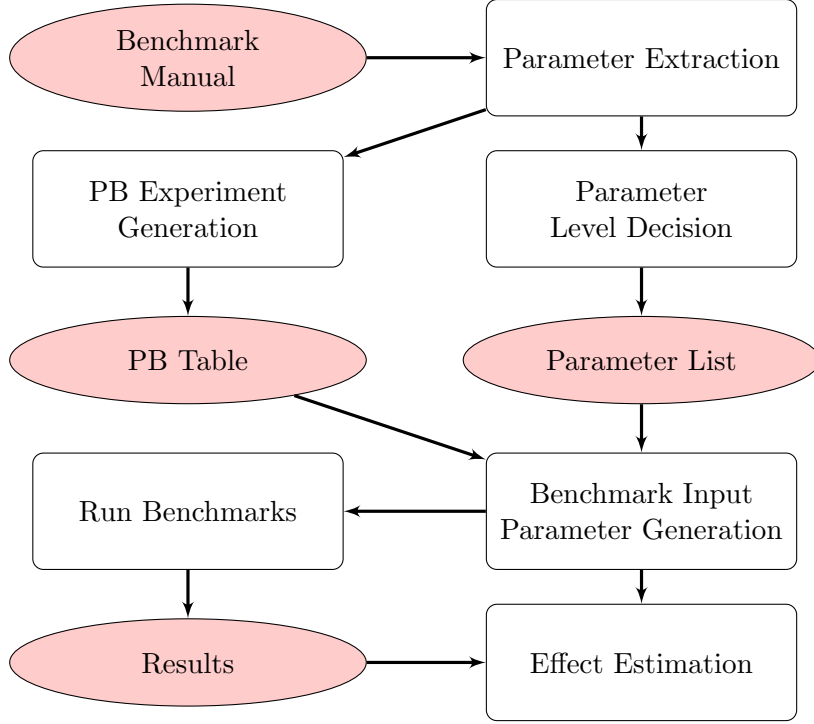 Benchmark
Manual
Parameter Extraction
PB Experiment
Generation
Parameter
Level Decision
PB Table
Parameter List
Run Benchmarks
Benchmark Input
Parameter Generation
Results
Effect Estimation